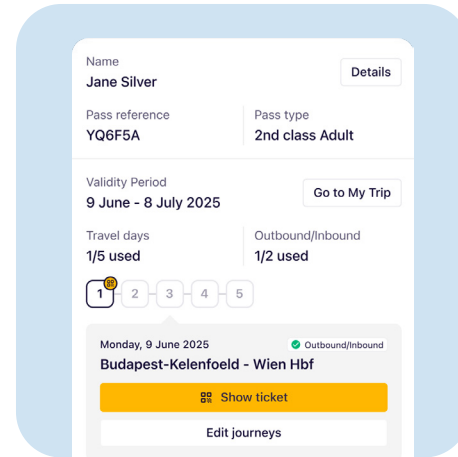 Name
Jane Silver
Details
Pass reference
YQ6F5A
Pass type
2nd class Adult
Validity Period
9 June - 8 July 2025
Go to My Trip
Travel days
1/5 used
Outbound/Inbound
1/2 used
1 2 3 4 5
Monday, 9 June 2025
Outbound/Inbound
Budapest-Kelenfoeld - Wien Hbf
Show ticket
Edit journeys